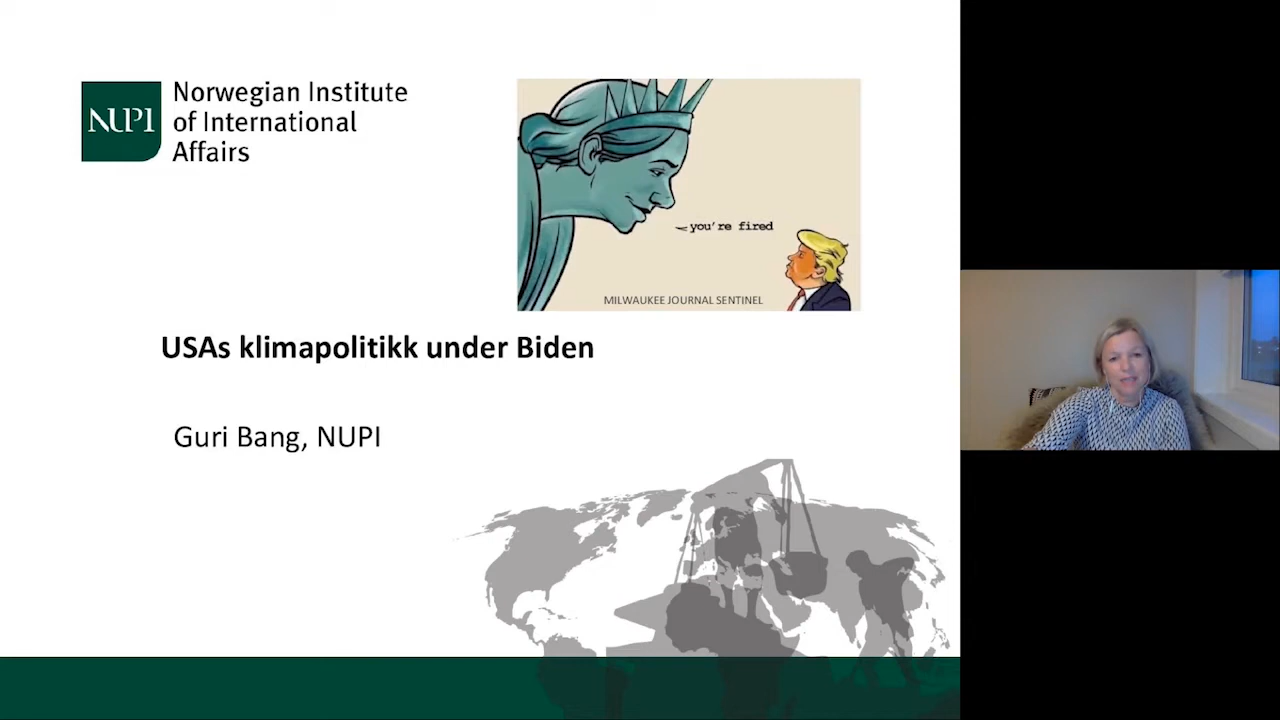 NUPI
Norwegian Institute
of International
Affairs
you're fired
MILWAUKEE JOURNAL SENTINEL
USAs klimapolitikk under Biden
Guri Bang, NUPI